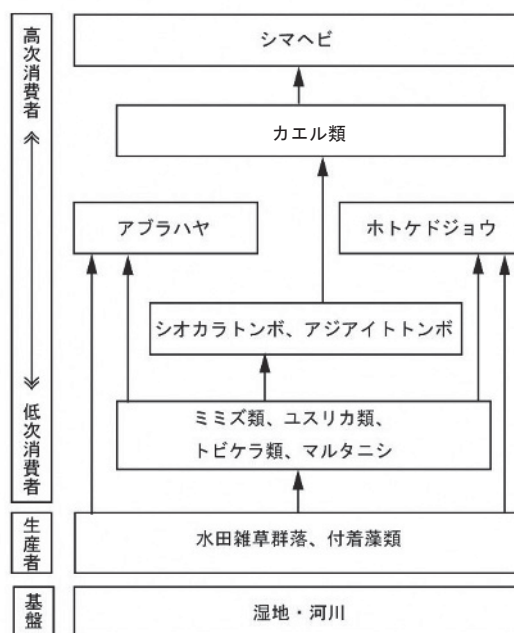 高次消費者
低次消費者
生産者
基盤
シマヘビ
カエル類
アブラハヤ
ホトケドジョウ
シオカラトンボ、アジアイトトンボ
ミミズ類、ユスリカ類、
トビケラ類、マルタニシ
水田雑草群落、付着藻類
湿地・河川